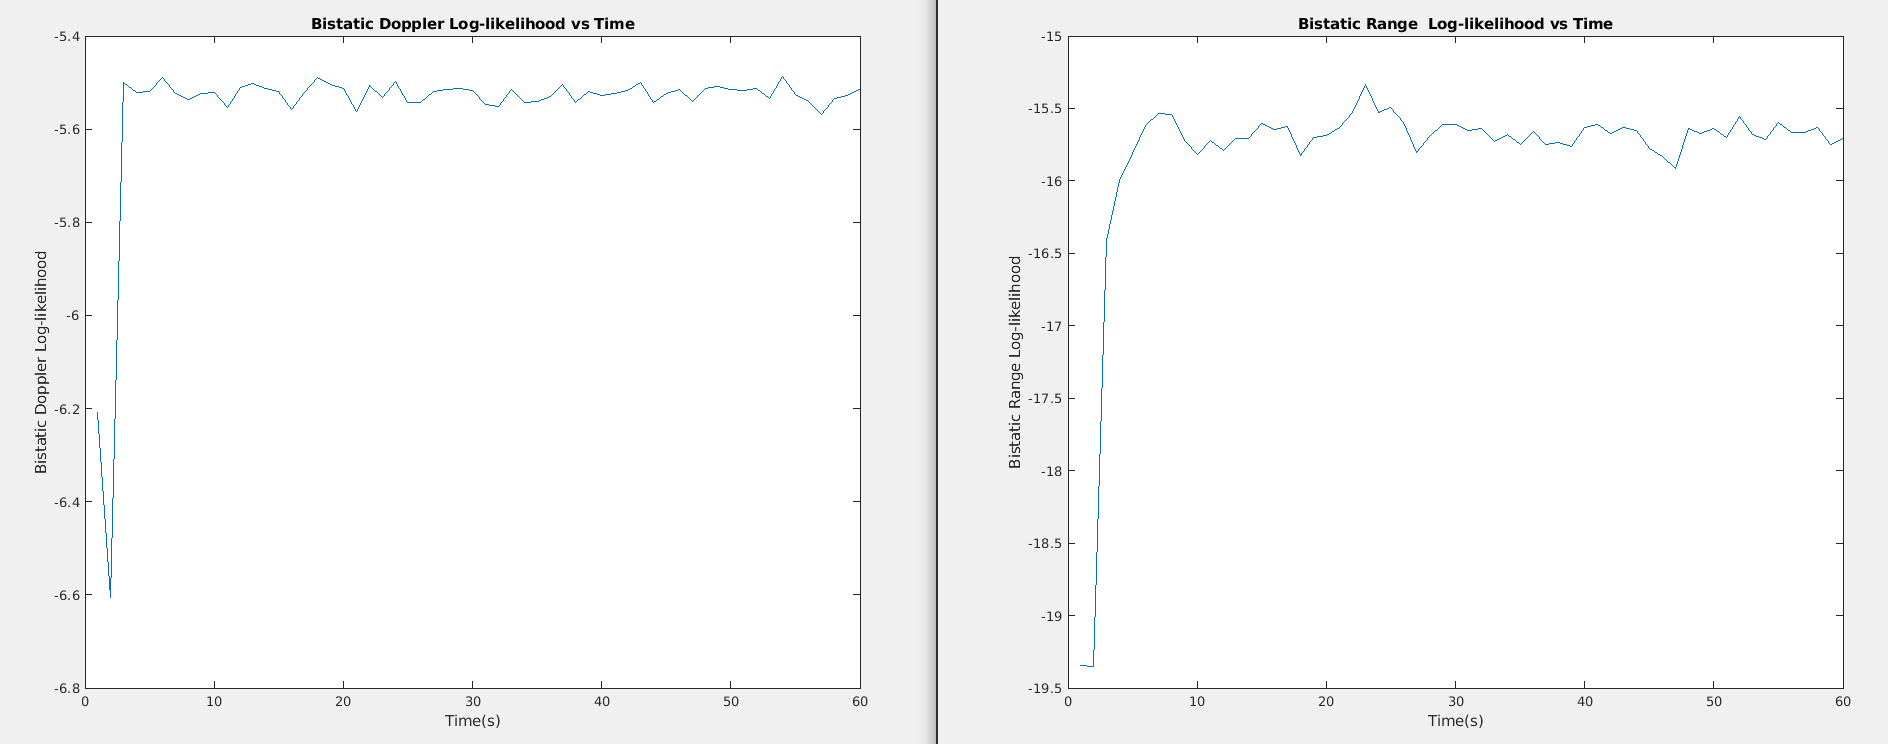 Bistatic Doppler Log-likelihood vs Time
Bistatic Doppler Log-likelihood
-5.4
-5.6
-5.8
-6
-6.2
-6.4
-6.6
-6.8
0 10 20 30 40 50 60
Time(s)
Bistatic Range  Log-likelihood vs Time
Bistatic Range Log-likelihood
-15
-15.5
-16
-16.5
-17
-17.5
-18
-18.5
-19
-19.5
0 10 20 30 40 50 60
Time(s)